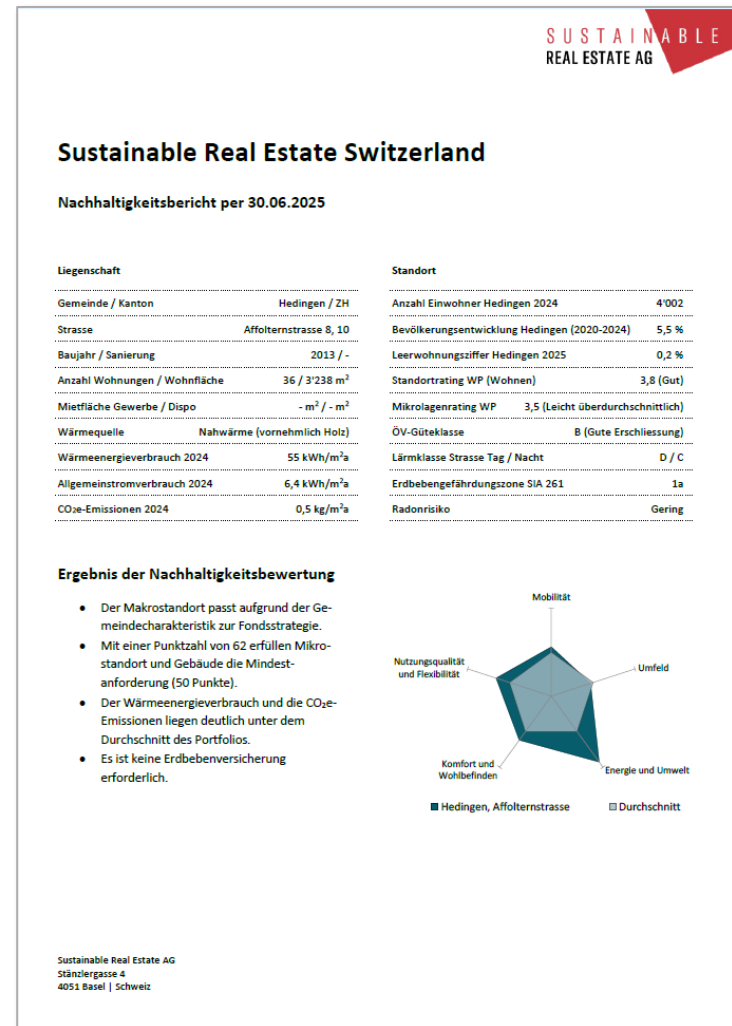 SUSTAINABLE
REAL ESTATE AG
Sustainable Real Estate Switzerland
Nachhaltigkeitsbericht per 30.06.2025
Liegenschaft
Gemeinde / Kanton Hedingen / ZH
Strasse Affolternstrasse 8, 10
Baujahr / Sanierung 2013 / -
Anzahl Wohnungen / Wohnfläche 36 / 3'238 m²
Mietfläche Gewerbe / Dispo - m² / - m²
Wärmequelle Nahwärme (vornehmlich Holz)
Wärmeenergieverbrauch 2024 55 kWh/m²a
Allgemeinstromverbrauch 2024 6,4 kWh/m²a
CO₂e-Emissionen 2024 0,5 kg/m²a
Standort
Anzahl Einwohner Hedingen 2024 4'002
Bevölkerungsentwicklung Hedingen (2020-2024) 5,5 %
Leerwohnungsziffer Hedingen 2025 0,2 %
Standortrating WP (Wohnen) 3,8 (Gut)
Mikrolagenrating WP 3,5 (Leicht überdurchschnittlich)
ÖV-Güteklasse B (Gute Erschliessung)
Lärmklasse Strasse Tag / Nacht D / C
Erdbebengefährdungszone SIA 261 1a
Radonrisiko Gering
Ergebnis der Nachhaltigkeitsbewertung
• Der Makrostandort passt aufgrund der Ge-
meindecharakteristik zur Fondsstrategie.
• Mit einer Punktzahl von 62 erfüllen Mikro-
standort und Gebäude die Mindest-
anforderung (50 Punkte).
• Der Wärmeenergieverbrauch und die CO₂e-
Emissionen liegen deutlich unter dem
Durchschnitt des Portfolios.
• Es ist keine Erdbebenversicherung
erforderlich.
Mobilität
Umfeld
Energie und Umwelt
Komfort und
Wohlbefinden
Nutzungsqualität
und Flexibilität
Hedingen, Affolternstrasse
Durchschnitt
Sustainable Real Estate AG
Stänzlergasse 4
4051 Basel | Schweiz